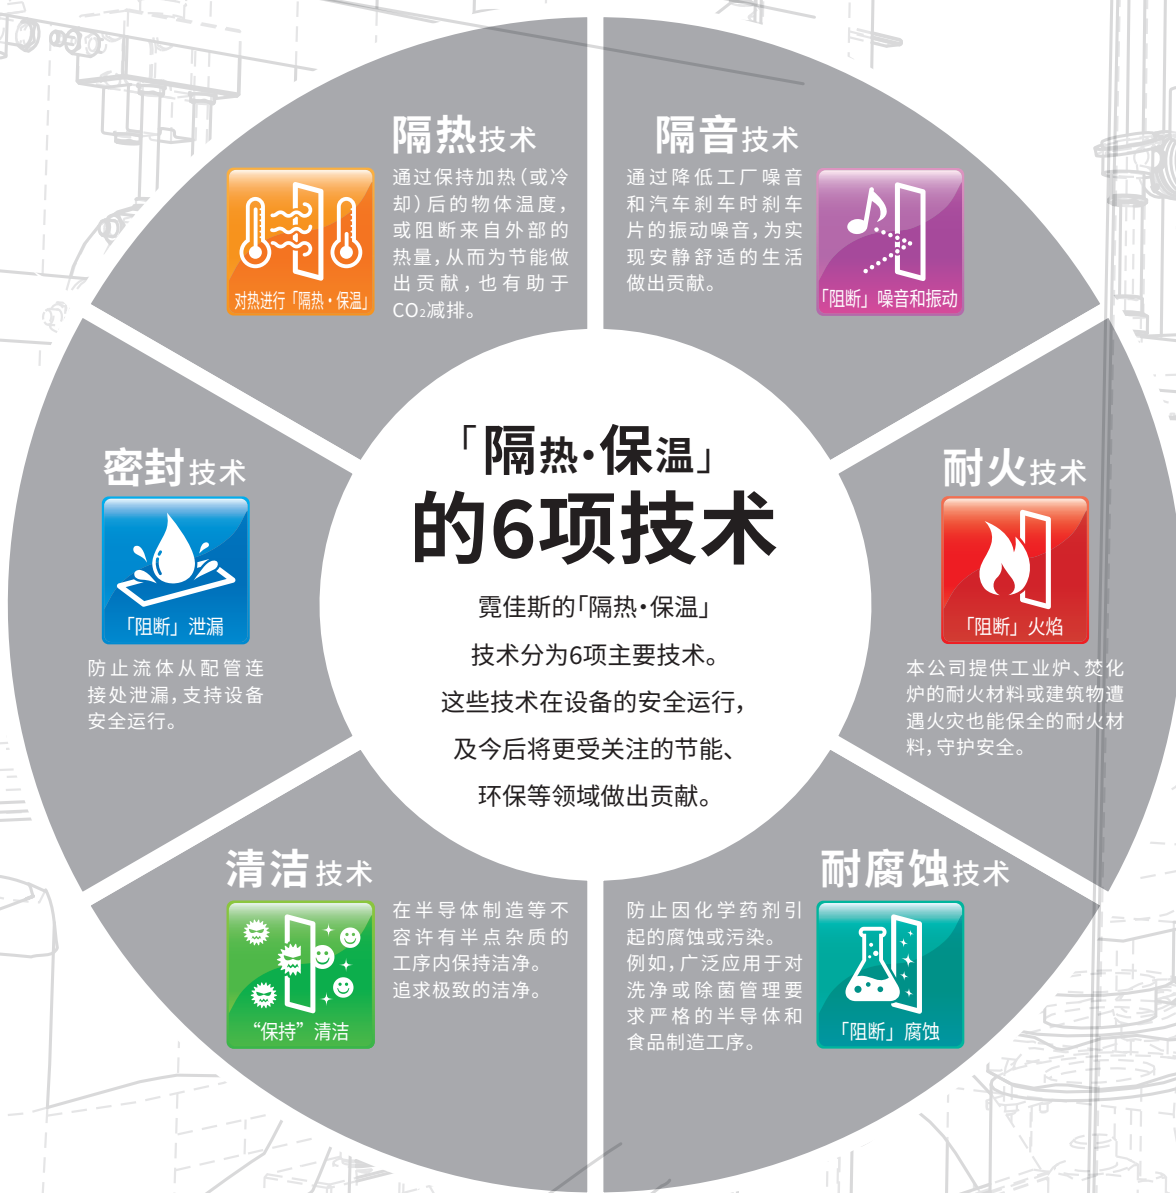 隔热技术
通过保持加热（或冷
却）后的物体温度，
或阻断来自外部的
热量，从而为节能做
出贡献，也有助于
CO₂减排。
对热进行「隔热・保温」
隔音技术
通过降低工厂噪音
和汽车刹车时刹车
片的振动噪音，为实
现安静舒适的生活
做出贡献。
「阻断」噪音和振动
密封技术
「阻断」泄漏
防止流体从配管连
接处泄漏，支持设备
安全运行。
「隔热・保温」
的6项技术
霓佳斯的「隔热・保温」
技术分为6项主要技术。
这些技术在设备的安全运行，
及今后将更受关注的节能、
环保等领域做出贡献。
耐火技术
「阻断」火焰
本公司提供工业炉、焚化
炉的耐火材料或建筑物遭
遇火灾也能保全的耐火材
料，守护安全。
清洁技术
在半导体制造等不
容许有半点杂质的
工序内保持洁净。
追求极致的洁净。
“保持”清洁
耐腐蚀技术
防止因化学药剂引
起的腐蚀或污染。
例如，广泛应用于对
洗净或除菌管理要
求严格的半导体和
食品制造工序。
「阻断」腐蚀